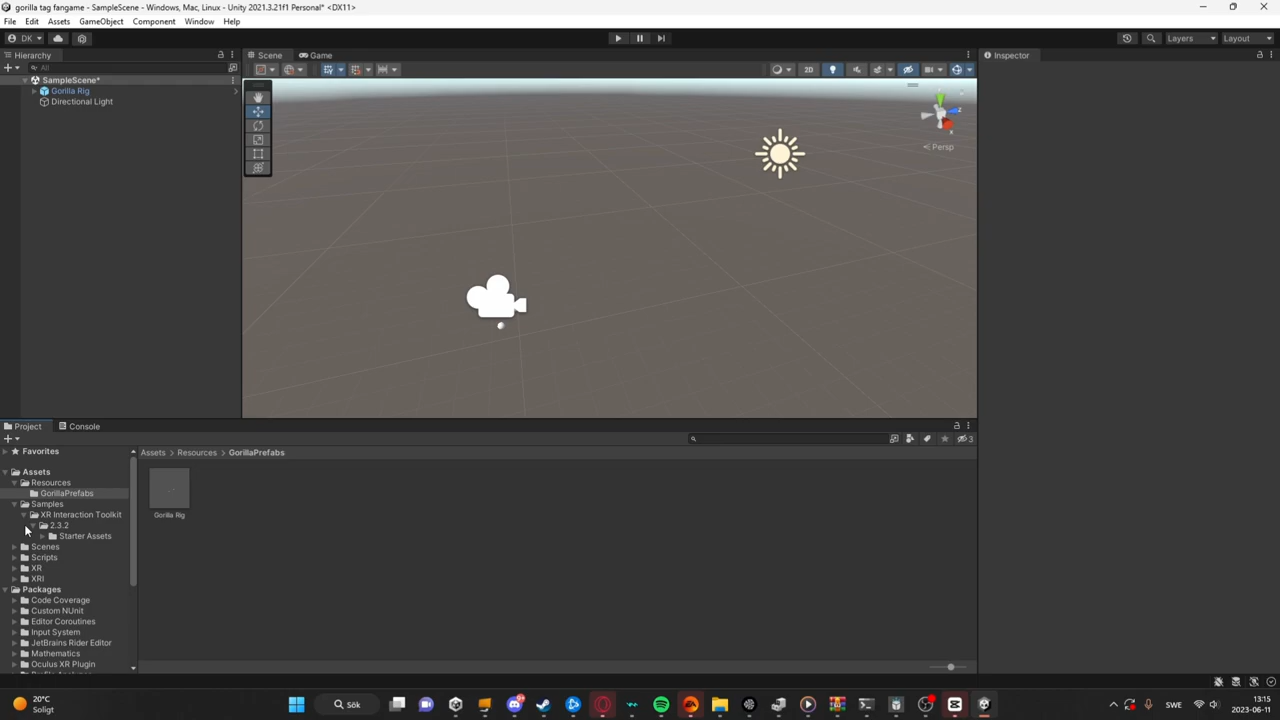 gorilla tag fangame - SampleScene - Windows, Mac, Linux - Unity 2021.3.21f1 Personal* <DX11>
File Edit Assets GameObject Component Window Help
DK Layers Layout
Hierarchy Scene Game Inspector
All 2D
SampleScene*
Gorilla Rig
Directional Light
z
x
Persp
Project Console
3
Favorites Assets > Resources > GorillaPrefabs
Assets
Resources
GorillaPrefabs
Samples
XR Interaction Toolkit Gorilla Rig
2.3.2
Starter Assets
Scenes
Scripts
XR
XRI
Packages
Code Coverage
Custom NUnit
Editor Coroutines
Input System
JetBrains Rider Editor
Mathematics
Oculus XR Plugin
20°C
Soligt
Sök
9+
SWE
13:15
2023-06-11